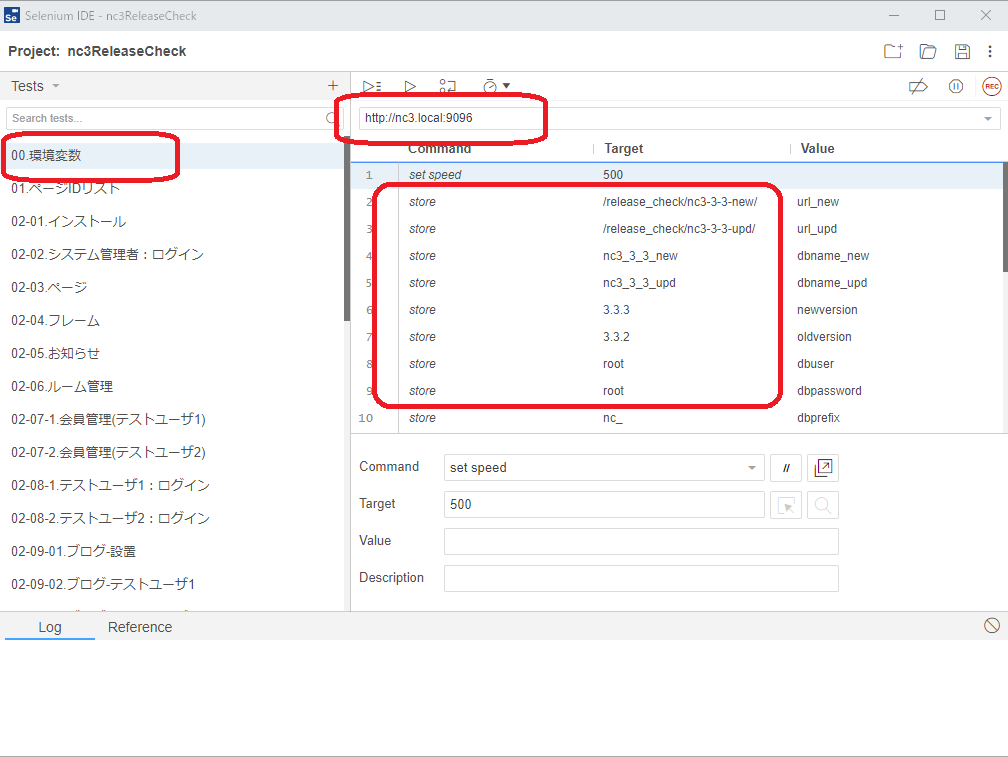 Se Selenium IDE - nc3ReleaseCheck
Project: nc3ReleaseCheck
Tests
+
REC
Search tests...
http://nc3.local:9096
00.環境変数
01.ページIDリスト
02-01.インストール
02-02.システム管理者：ログイン
02-03.ページ
02-04.フレーム
02-05.お知らせ
02-06.ルーム管理
02-07-1.会員管理(テストユーザ1)
02-07-2.会員管理(テストユーザ2)
02-08-1.テストユーザ1：ログイン
02-08-2.テストユーザ2：ログイン
02-09-01.ブログ-設置
02-09-02.ブログ-テストユーザ1
Command Target Value
1 set speed 500
2 store /release_check/nc3-3-3-new/ url_new
3 store /release_check/nc3-3-3-upd/ url_upd
4 store nc3_3_3_new dbname_new
5 store nc3_3_3_upd dbname_upd
6 store 3.3.3 newversion
7 store 3.3.2 oldversion
8 store root dbuser
9 store root dbpassword
10 store nc_ dbprefix
Command set speed //
Target 500
Value
Description
Log Reference